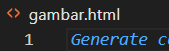 <> gambar.html
1 Generate